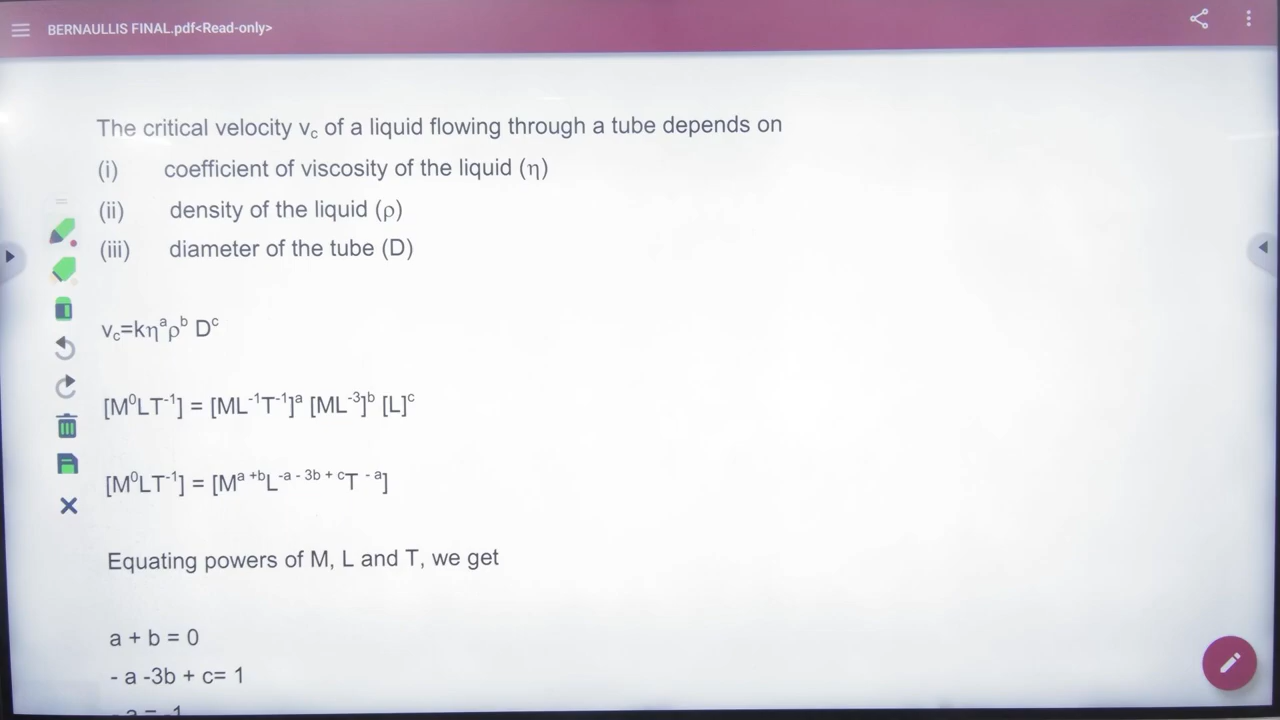 BERNAULLIS FINAL.pdf<Read-only>
The critical velocity vc of a liquid flowing through a tube depends on
(i) coefficient of viscosity of the liquid (η)
(ii) density of the liquid (ρ)
(iii) diameter of the tube (D)
vc=kηᵃρᵇ Dᶜ
[M⁰LT⁻¹] = [ML⁻¹T⁻¹]ᵃ [ML⁻³]ᵇ [L]ᶜ
[M⁰LT⁻¹] = [Mᵃ ⁺ᵇL⁻ᵃ ⁻ ³ᵇ ⁺ ᶜT ⁻ ᵃ]
Equating powers of M, L and T, we get
a + b = 0
- a -3b + c= 1
- a = -1